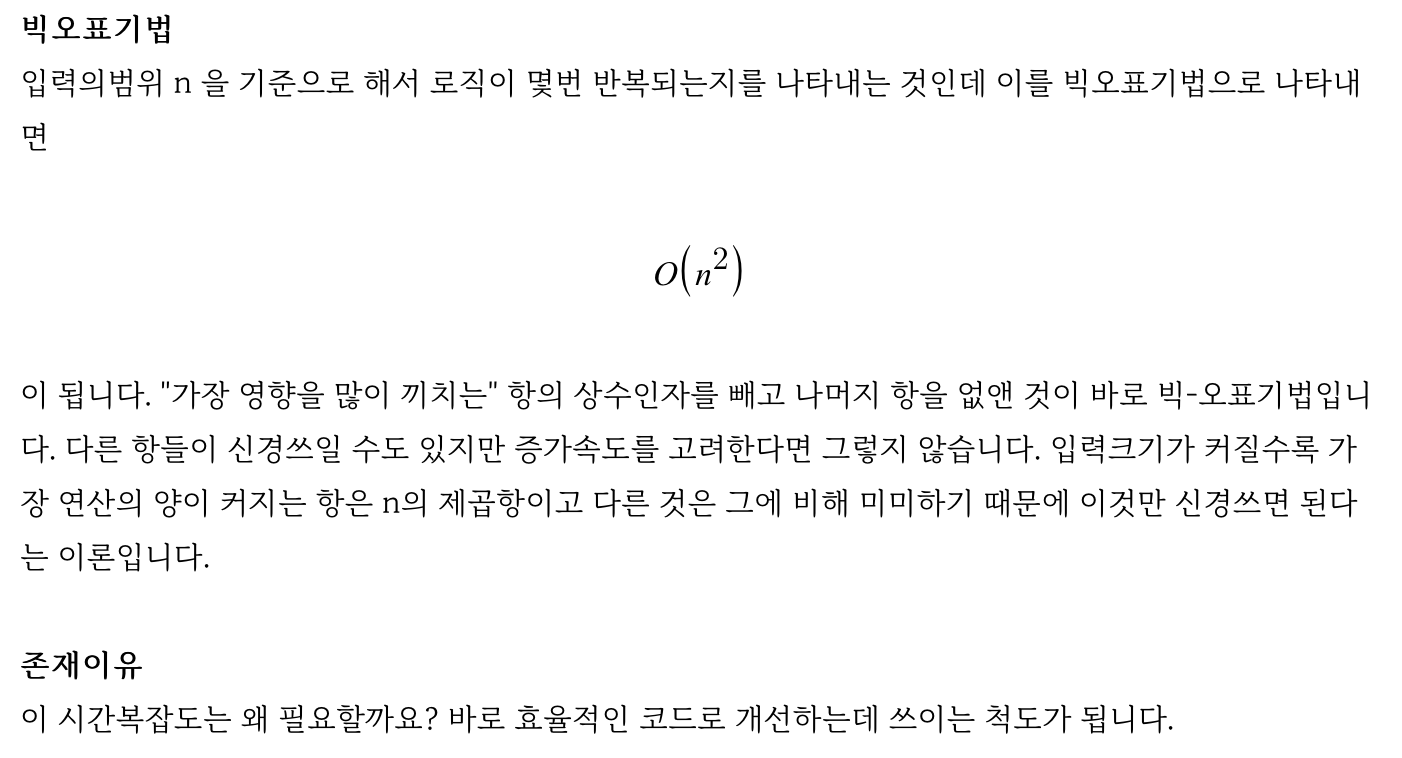 빅오표기법
입력의범위 n 을 기준으로 해서 로직이 몇번 반복되는지를 나타내는 것인데 이를 빅오표기법으로 나타내
면
O(n²)
이 됩니다. "가장 영향을 많이 끼치는" 항의 상수인자를 빼고 나머지 항을 없앤 것이 바로 빅-오표기법입니
다. 다른 항들이 신경쓰일 수도 있지만 증가속도를 고려한다면 그렇지 않습니다. 입력크기가 커질수록 가
장 연산의 양이 커지는 항은 n의 제곱항이고 다른 것은 그에 비해 미미하기 때문에 이것만 신경쓰면 된다
는 이론입니다.
존재이유
이 시간복잡도는 왜 필요할까요? 바로 효율적인 코드로 개선하는데 쓰이는 척도가 됩니다.